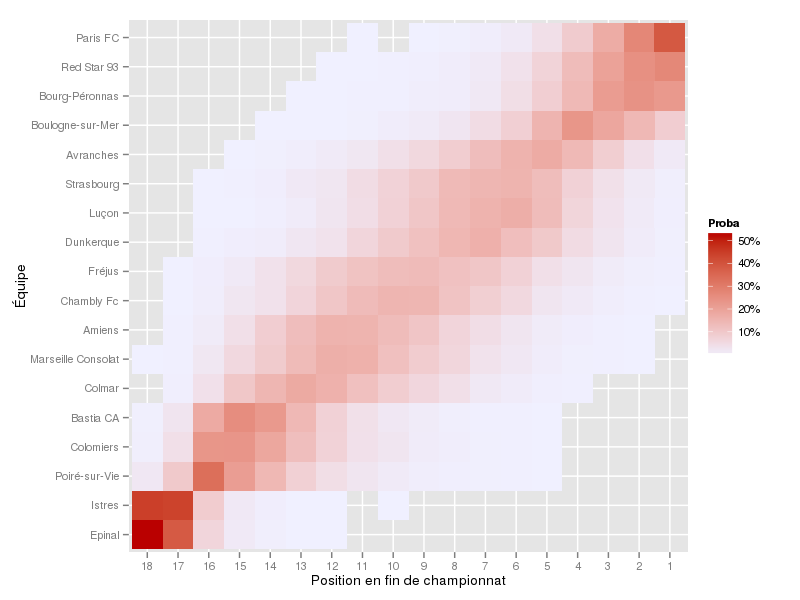 Paris FC
Red Star 93
Bourg-Péronnas
Boulogne-sur-Mer
Avranches
Strasbourg
Luçon
Dunkerque
Fréjus
Chambly Fc
Amiens
Marseille Consolat
Colmar
Bastia CA
Colomiers
Poiré-sur-Vie
Istres
Epinal
Équipe
18 17 16 15 14 13 12 11 10 9 8 7 6 5 4 3 2 1
Position en fin de championnat
Proba
50%
40%
30%
20%
10%